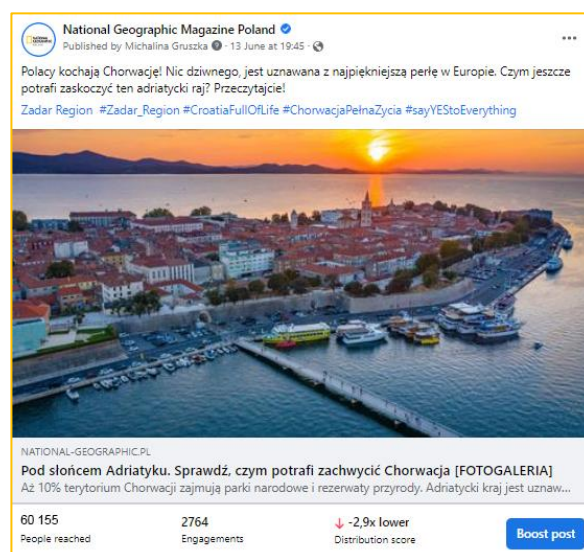 National Geographic Magazine Poland
Published by Michalina Gruszka · 13 June at 19:45 ·
Polacy kochają Chorwację! Nic dziwnego, jest uznawana z najpiękniejszą perłę w Europie. Czym jeszcze
potrafi zaskoczyć ten adriatycki raj? Przeczytajcie!
Zadar Region #Zadar_Region #CroatiaFullOfLife #ChorwacjaPełnaŻycia #sayYEStoEverything
NATIONAL-GEOGRAPHIC.PL
Pod słońcem Adriatyku. Sprawdź, czym potrafi zachwycić Chorwacja [FOTOGALERIA]
Aż 10% terytorium Chorwacji zajmują parki narodowe i rezerwaty przyrody. Adriatycki kraj jest uznaw...
60 155
People reached
2764
Engagements
↓ -2,9x lower
Distribution score
Boost post